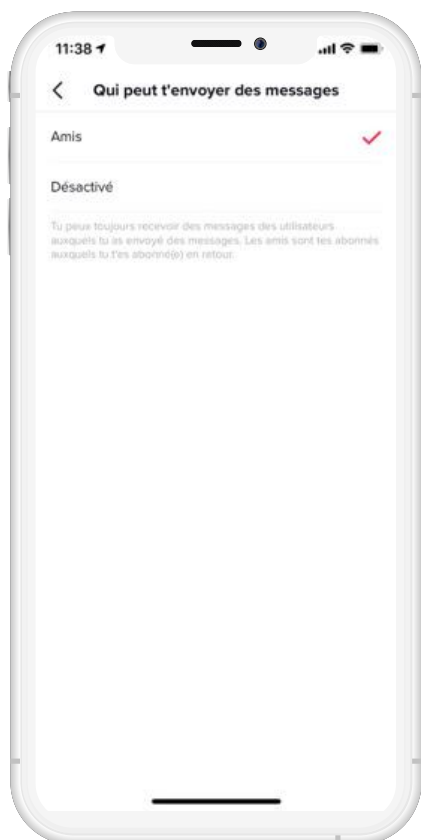 11:38
Qui peut t'envoyer des messages
Amis
Désactivé
Tu peux toujours recevoir des messages des utilisateurs
auxquels tu as envoyé des messages. Les amis sont tes abonnés
auxquels tu t'es abonné(e) en retour.